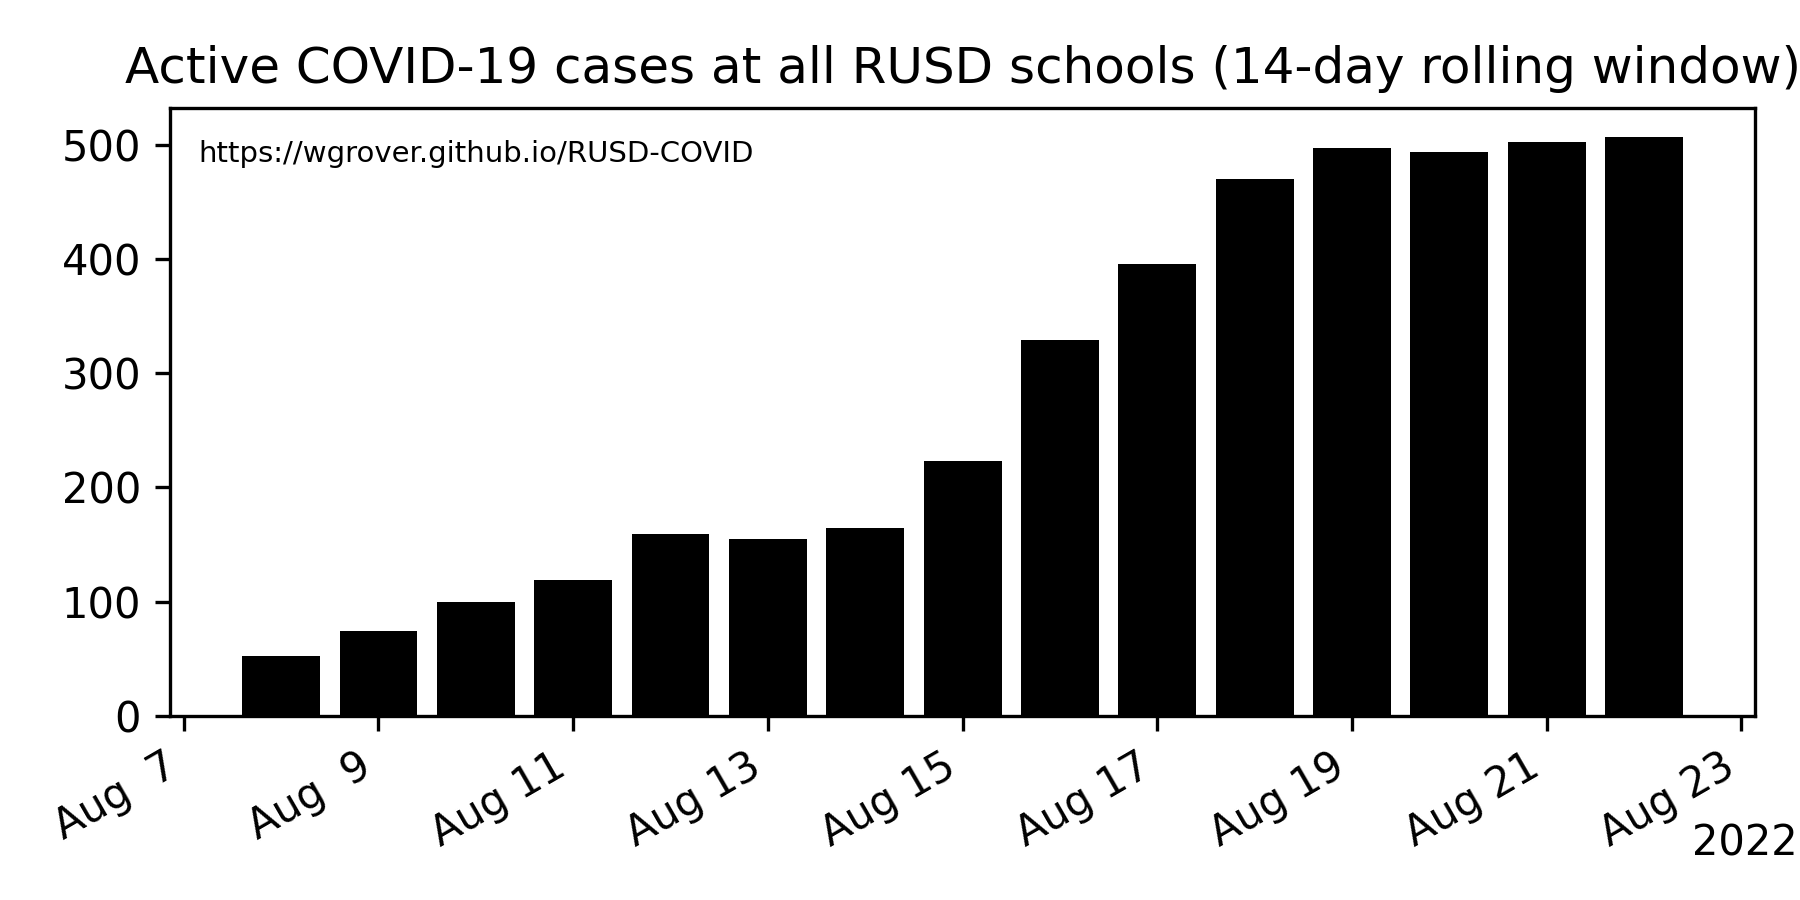 Active COVID-19 cases at all RUSD schools (14-day rolling window)
https://wgrover.github.io/RUSD-COVID
500
400
300
200
100
0
Aug 7
Aug 9
Aug 11
Aug 13
Aug 15
Aug 17
Aug 19
Aug 21
Aug 23
2022